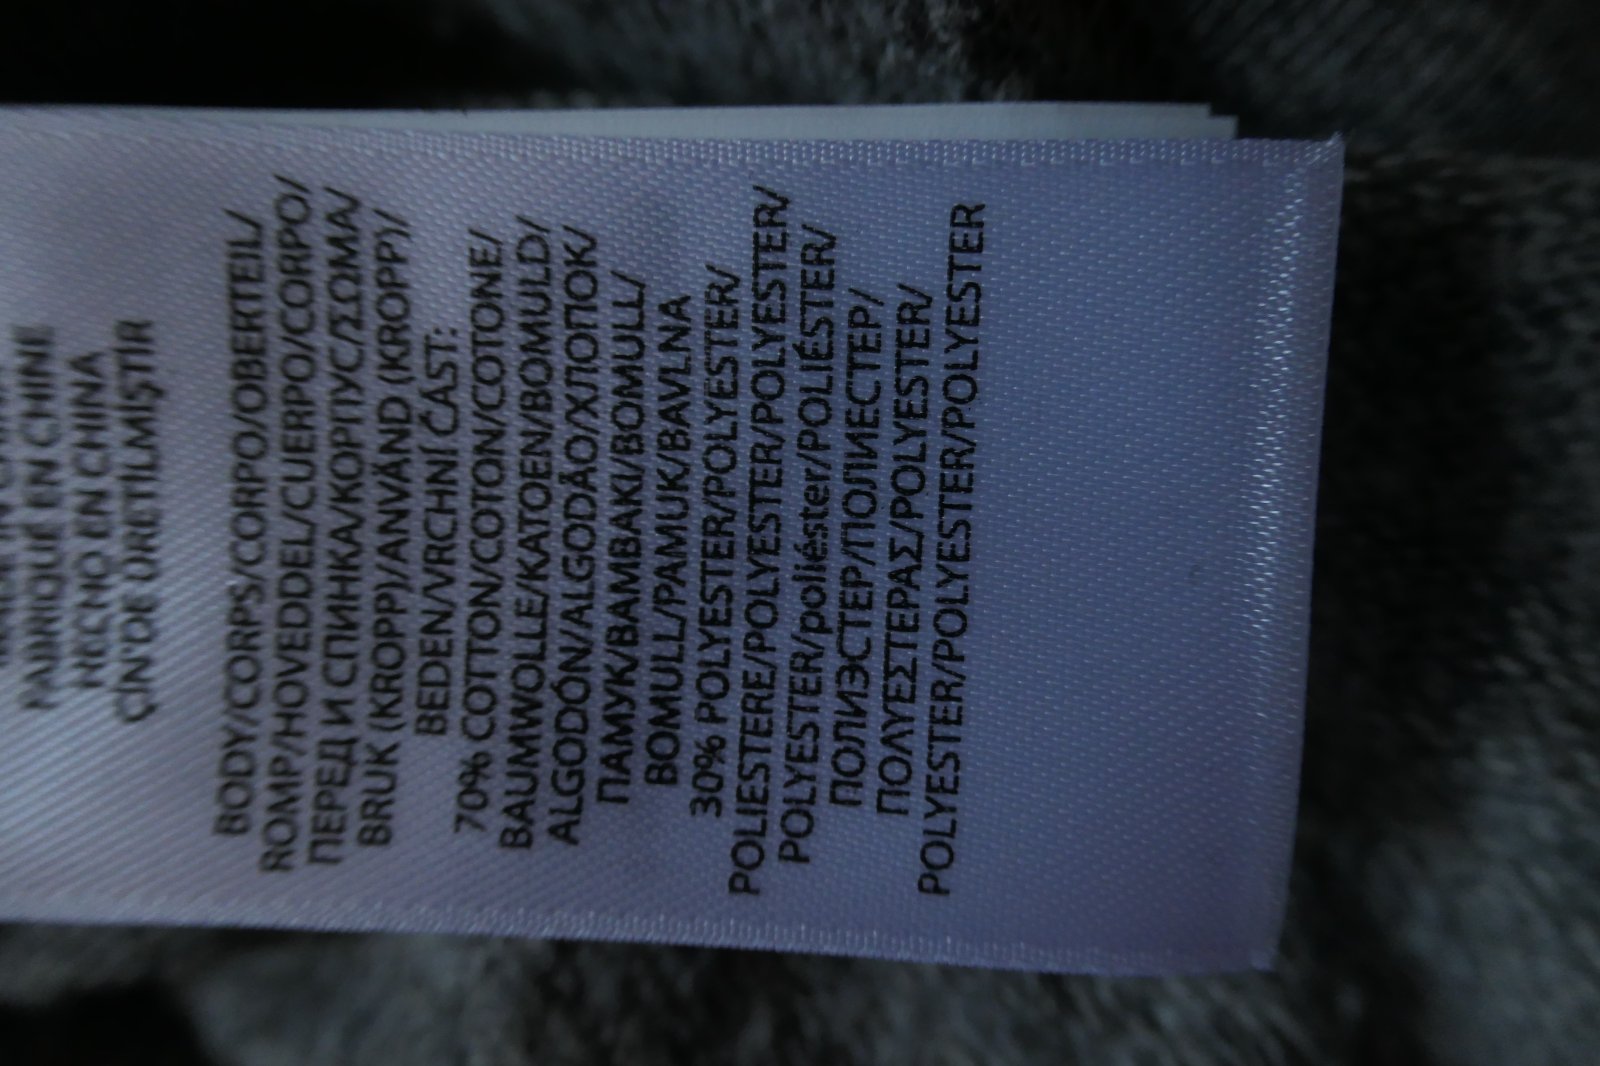 FABRIQUÉ EN CHINE
HECHO EN CHINA
ÇİN'DE ÜRETİLMİŞTİR
BODY/CORPS/CORPO/OBERTEIL/
ROMP/HOVEDDEL/CUERPO/CORPO/
ПЕРЕД И СПИНКА/КОРПУС/ΣΩΜΑ/
BRUK (KROPP)/ANVÄND (KROPP)/
BEDEN/VRCHNÍ ČÁST:
70% COTTON/COTON/COTONE/
BAUMWOLLE/KATOEN/BOMULD/
ALGODÓN/ALGODÃO/ХЛОПОК/
ПАМУК/ΒΑΜΒΑΚΙ/BOMULL/
BOMULL/PAMUK/BAVLNA
30% POLYESTER/POLYESTER/
POLIESTERE/POLYESTER/POLYESTER/
POLYESTER/poliéster/POLIÉSTER/
ПОЛИЭСТЕР/ПОЛИЕСТЕР/
ΠΟΛΥΕΣΤΕΡΑΣ/POLYESTER/
POLYESTER/POLYESTER/POLYESTER